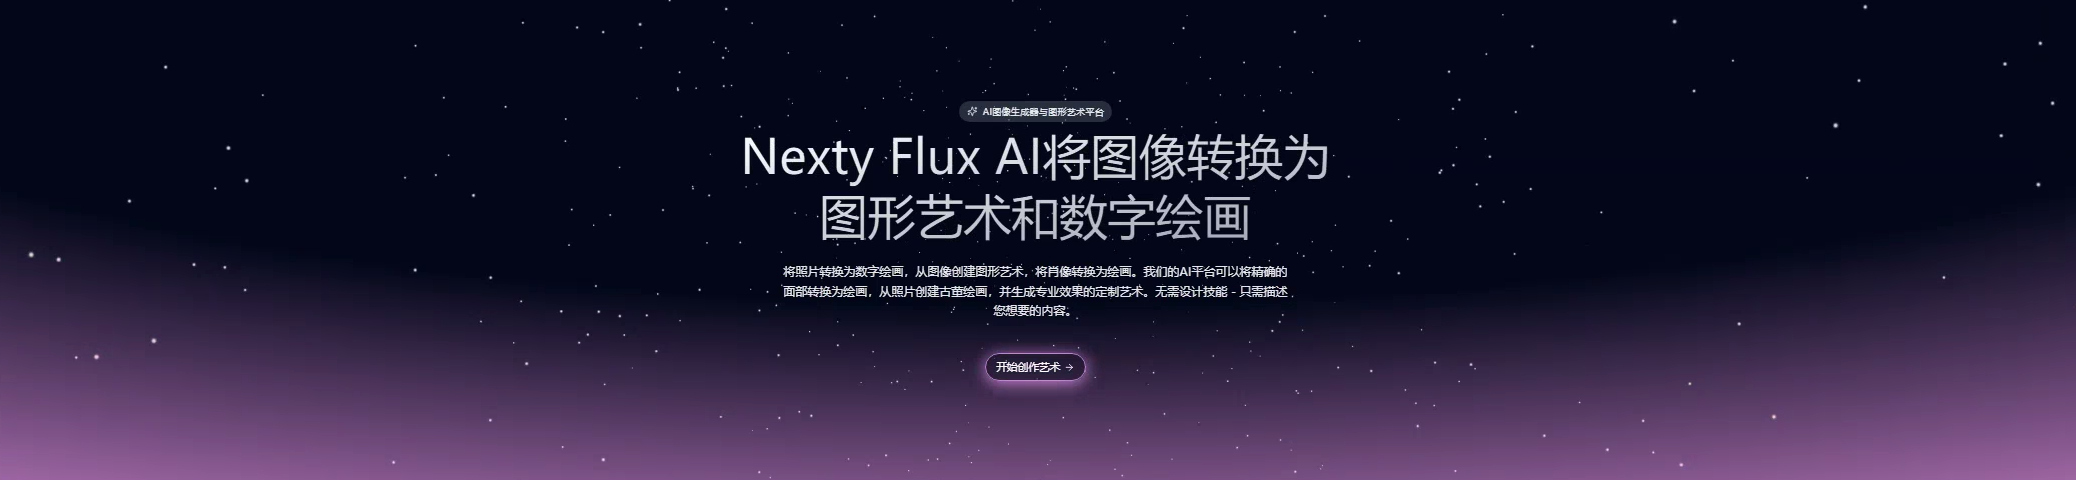 AI图像生成器与图形艺术平台
Nexty Flux AI将图像转换为
图形艺术和数字绘画
将照片转换为数字绘画，从图像创建图形艺术，将肖像转换为绘画。我们的AI平台可以将精确的
面部转换为绘画，从照片创建古董绘画，并生成专业效果的定制艺术。无需设计技能 - 只需描述
您想要的内容。
开始创作艺术 →